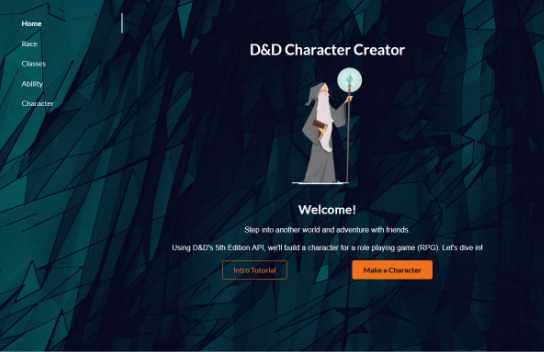 Home
Race
Classes
Ability
Character
D&D Character Creator
Welcome!
Step into another world and adventure with friends.
Using D&D's 5th Edition API, we'll build a character for a role playing game (RPG). Let's dive in!
Intro Tutorial
Make a Character